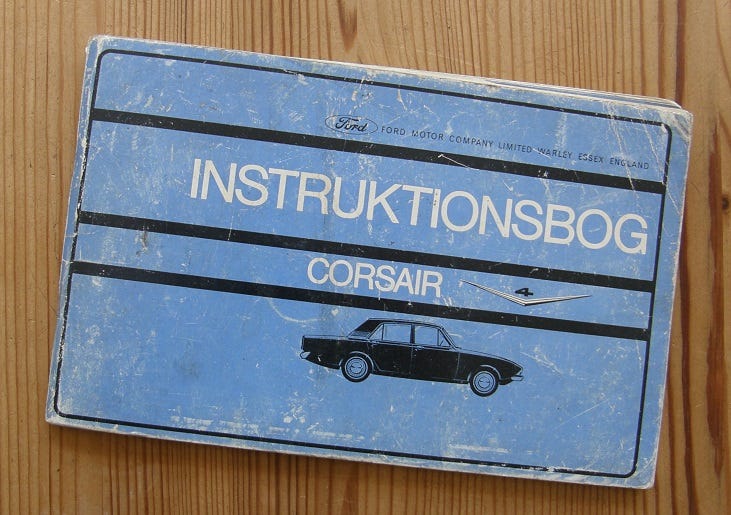 Ford FORD MOTOR COMPANY LIMITED WARLEY ESSEX ENGLAND
INSTRUKTIONSBOG
CORSAIR 4